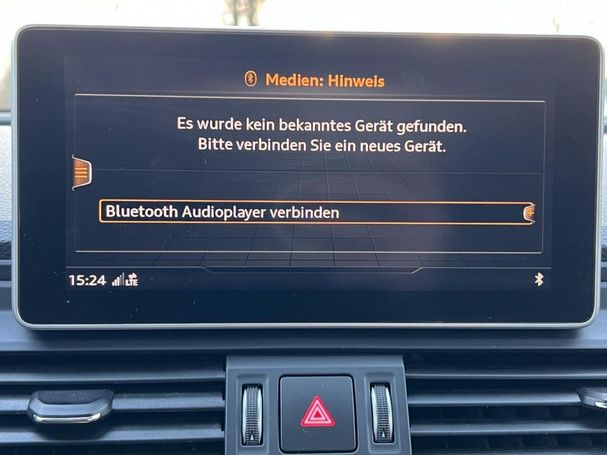 Medien: Hinweis
Es wurde kein bekanntes Gerät gefunden.
Bitte verbinden Sie ein neues Gerät.
Bluetooth Audioplayer verbinden
15:24 LTE